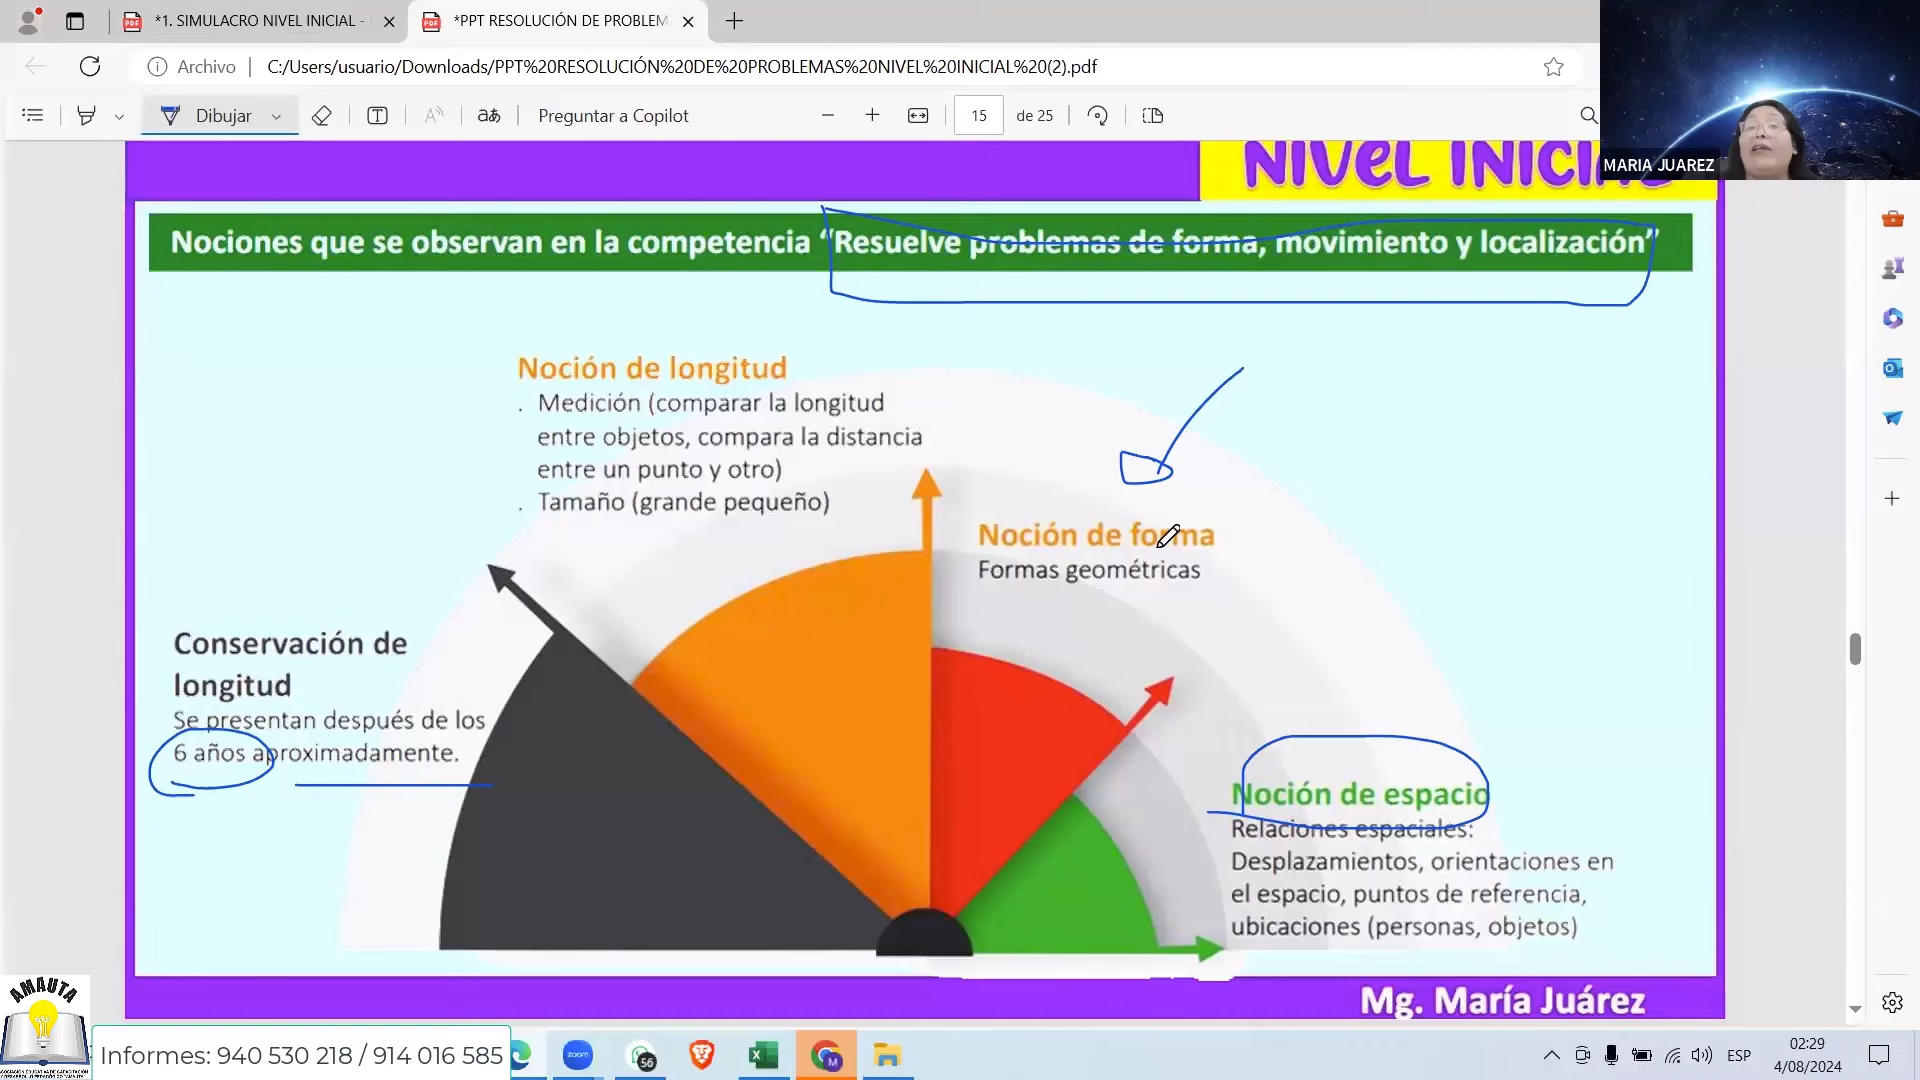 *1. SIMULACRO NIVEL INICIAL -
*PPT RESOLUCIÓN DE PROBLEM
Archivo
C:/Users/usuario/Downloads/PPT%20RESOLUCIÓN%20DE%20PROBLEMAS%20NIVEL%20INICIAL%20(2).pdf
Dibujar
Preguntar a Copilot
15 de 25
MARIA JUAREZ
NIVEL
Nociones que se observan en la competencia “Resuelve problemas de forma, movimiento y localización”
Noción de longitud
. Medición (comparar la longitud
entre objetos, compara la distancia
entre un punto y otro)
. Tamaño (grande pequeño)
Noción de forma
Formas geométricas
Conservación de
longitud
Se presentan después de los
6 años aproximadamente.
Noción de espacio
Relaciones espaciales:
Desplazamientos, orientaciones en
el espacio, puntos de referencia,
ubicaciones (personas, objetos)
Mg. María Juárez
AMAUTA
Informes: 940 530 218 / 914 016 585
zoom
56
ESP
02:29
4/08/2024